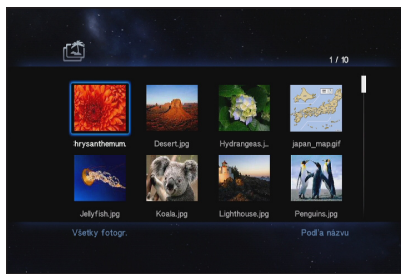 1 / 10
hrysanthemum.
Desert.jpg
Hydrangeas.j..
japan_map.gif
Jellyfish.jpg
Koala.jpg
Lighthouse.jpg
Penguins.jpg
Všetky fotogr.
Podľa názvu